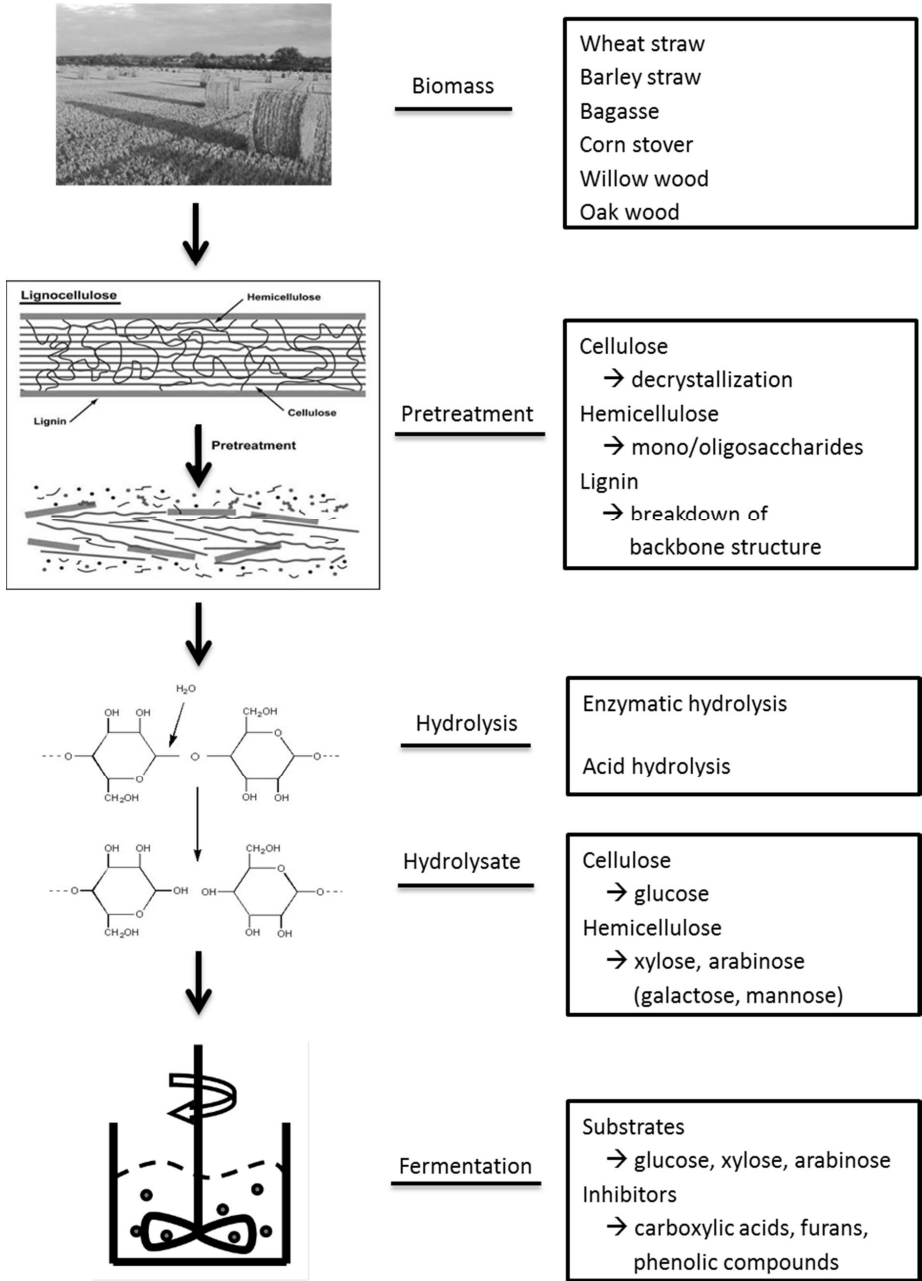 Biomass
Wheat straw
Barley straw
Bagasse
Corn stover
Willow wood
Oak wood
Lignocellulose
Hemicellulose
Lignin
Cellulose
Pretreatment
Pretreatment
Cellulose
→ decrystallization
Hemicellulose
→ mono/oligosaccharides
Lignin
→ breakdown of
backbone structure
H₂O
OH OH
CH₂OH
---O O O---
O O
CH₂OH
OH OH
Hydrolysis
Enzymatic hydrolysis
Acid hydrolysis
OH OH
CH₂OH
---O OH OH O---
O O
CH₂OH
OH OH
Hydrolysate
Cellulose
→ glucose
Hemicellulose
→ xylose, arabinose
(galactose, mannose)
Fermentation
Substrates
→ glucose, xylose, arabinose
Inhibitors
→ carboxylic acids, furans,
phenolic compounds